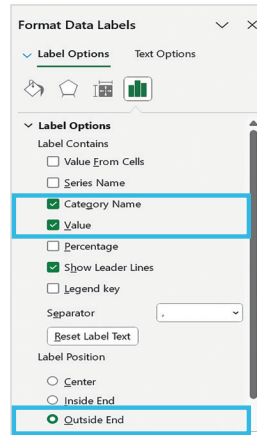 Format Data Labels
Label Options Text Options
Label Options
Label Contains
Value From Cells
Series Name
Category Name
Value
Percentage
Show Leader Lines
Legend key
Separator ,
Reset Label Text
Label Position
Center
Inside End
Outside End